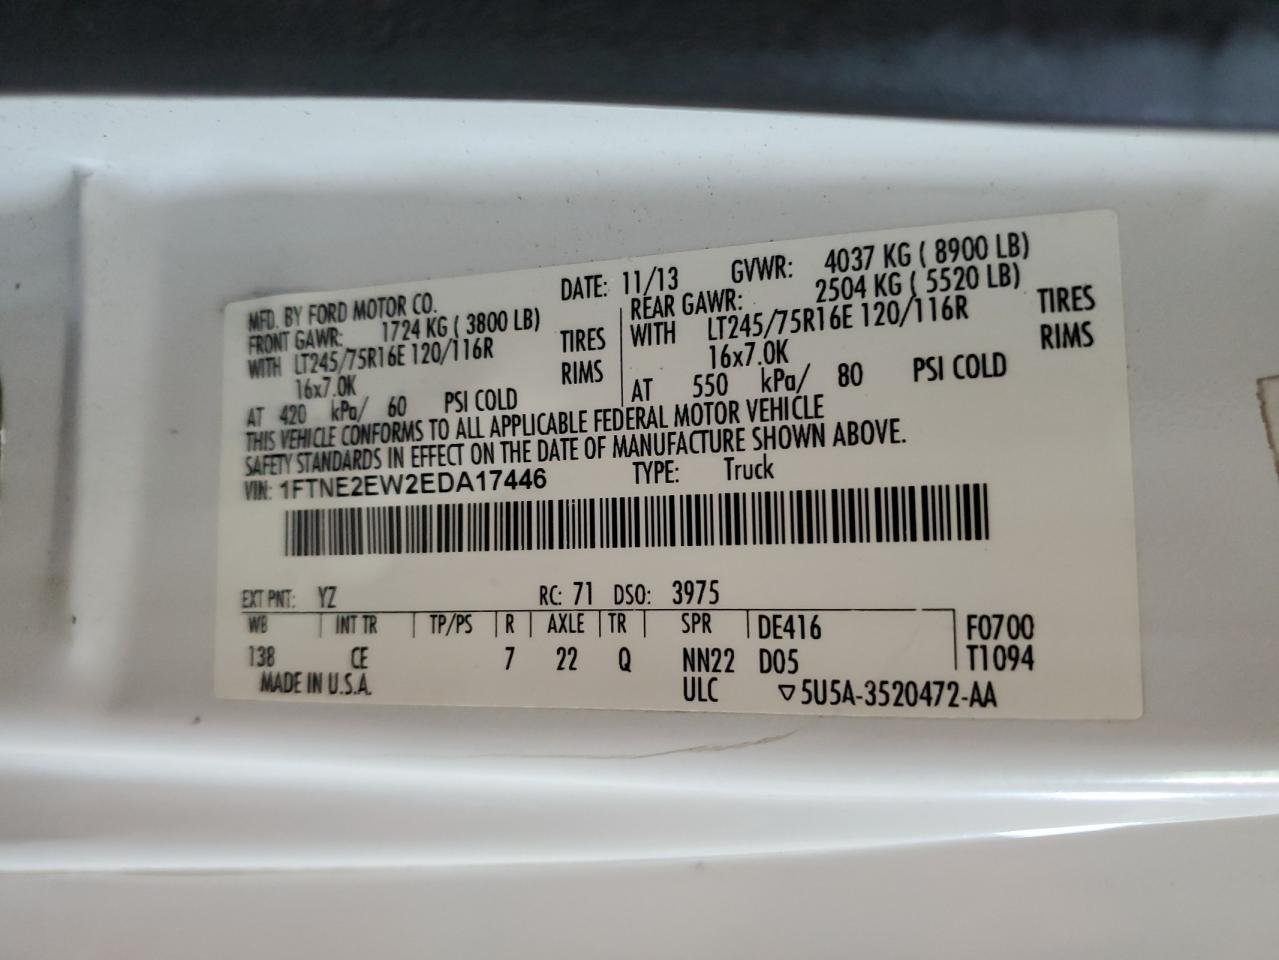 MFD. BY FORD MOTOR CO. DATE: 11/13 GVWR: 4037 KG ( 8900 LB)
FRONT GAWR: 1724 KG ( 3800 LB) REAR GAWR: 2504 KG ( 5520 LB)
WITH LT245/75R16E 120/116R TIRES WITH LT245/75R16E 120/116R TIRES
16x7.0K RIMS 16x7.0K RIMS
AT 420 kPa/ 60 PSI COLD AT 550 kPa/ 80 PSI COLD
THIS VEHICLE CONFORMS TO ALL APPLICABLE FEDERAL MOTOR VEHICLE
SAFETY STANDARDS IN EFFECT ON THE DATE OF MANUFACTURE SHOWN ABOVE.
VIN: 1FTNE2EW2EDA17446 TYPE: Truck
EXT PNT: YZ RC: 71 DSO: 3975
WB INT TR TP/PS R AXLE TR SPR DE416 F0700
138 CE 7 22 Q NN22 D05 T1094
MADE IN U.S.A. ULC ▽5U5A-3520472-AA